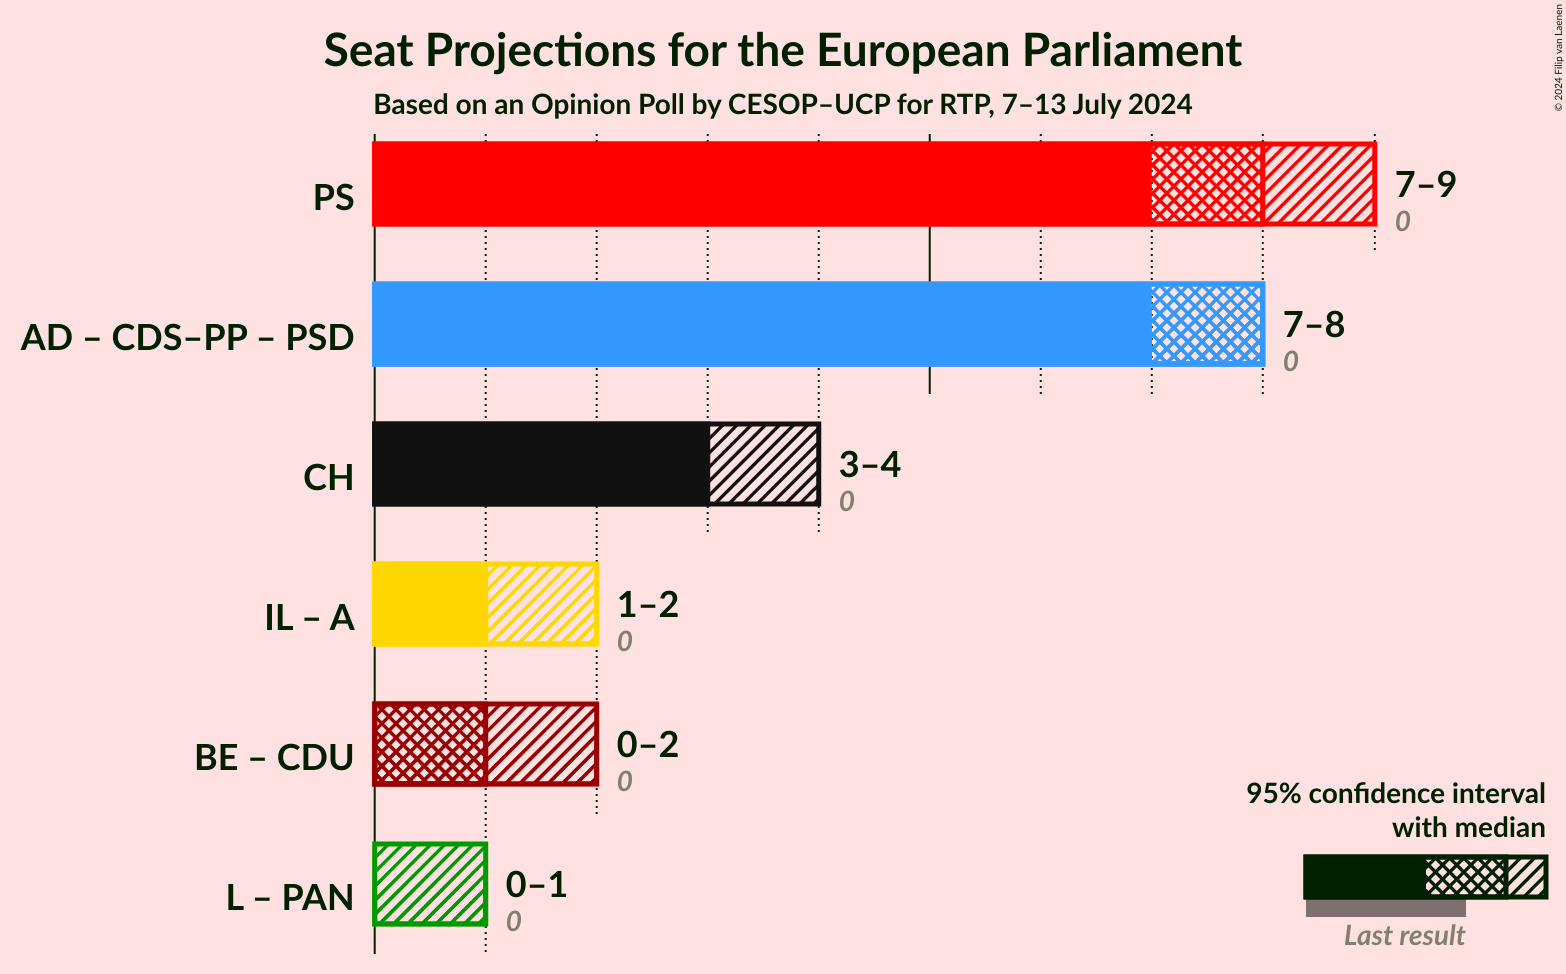 Seat Projections for the European Parliament
Based on an Opinion Poll by CESOP–UCP for RTP, 7–13 July 2024
© 2024 Filip van Laenen
PS
7–9
0
AD – CDS–PP – PSD
7–8
0
CH
3–4
0
IL – A
1–2
0
BE – CDU
0–2
0
L – PAN
0–1
0
95% confidence interval
with median
Last result